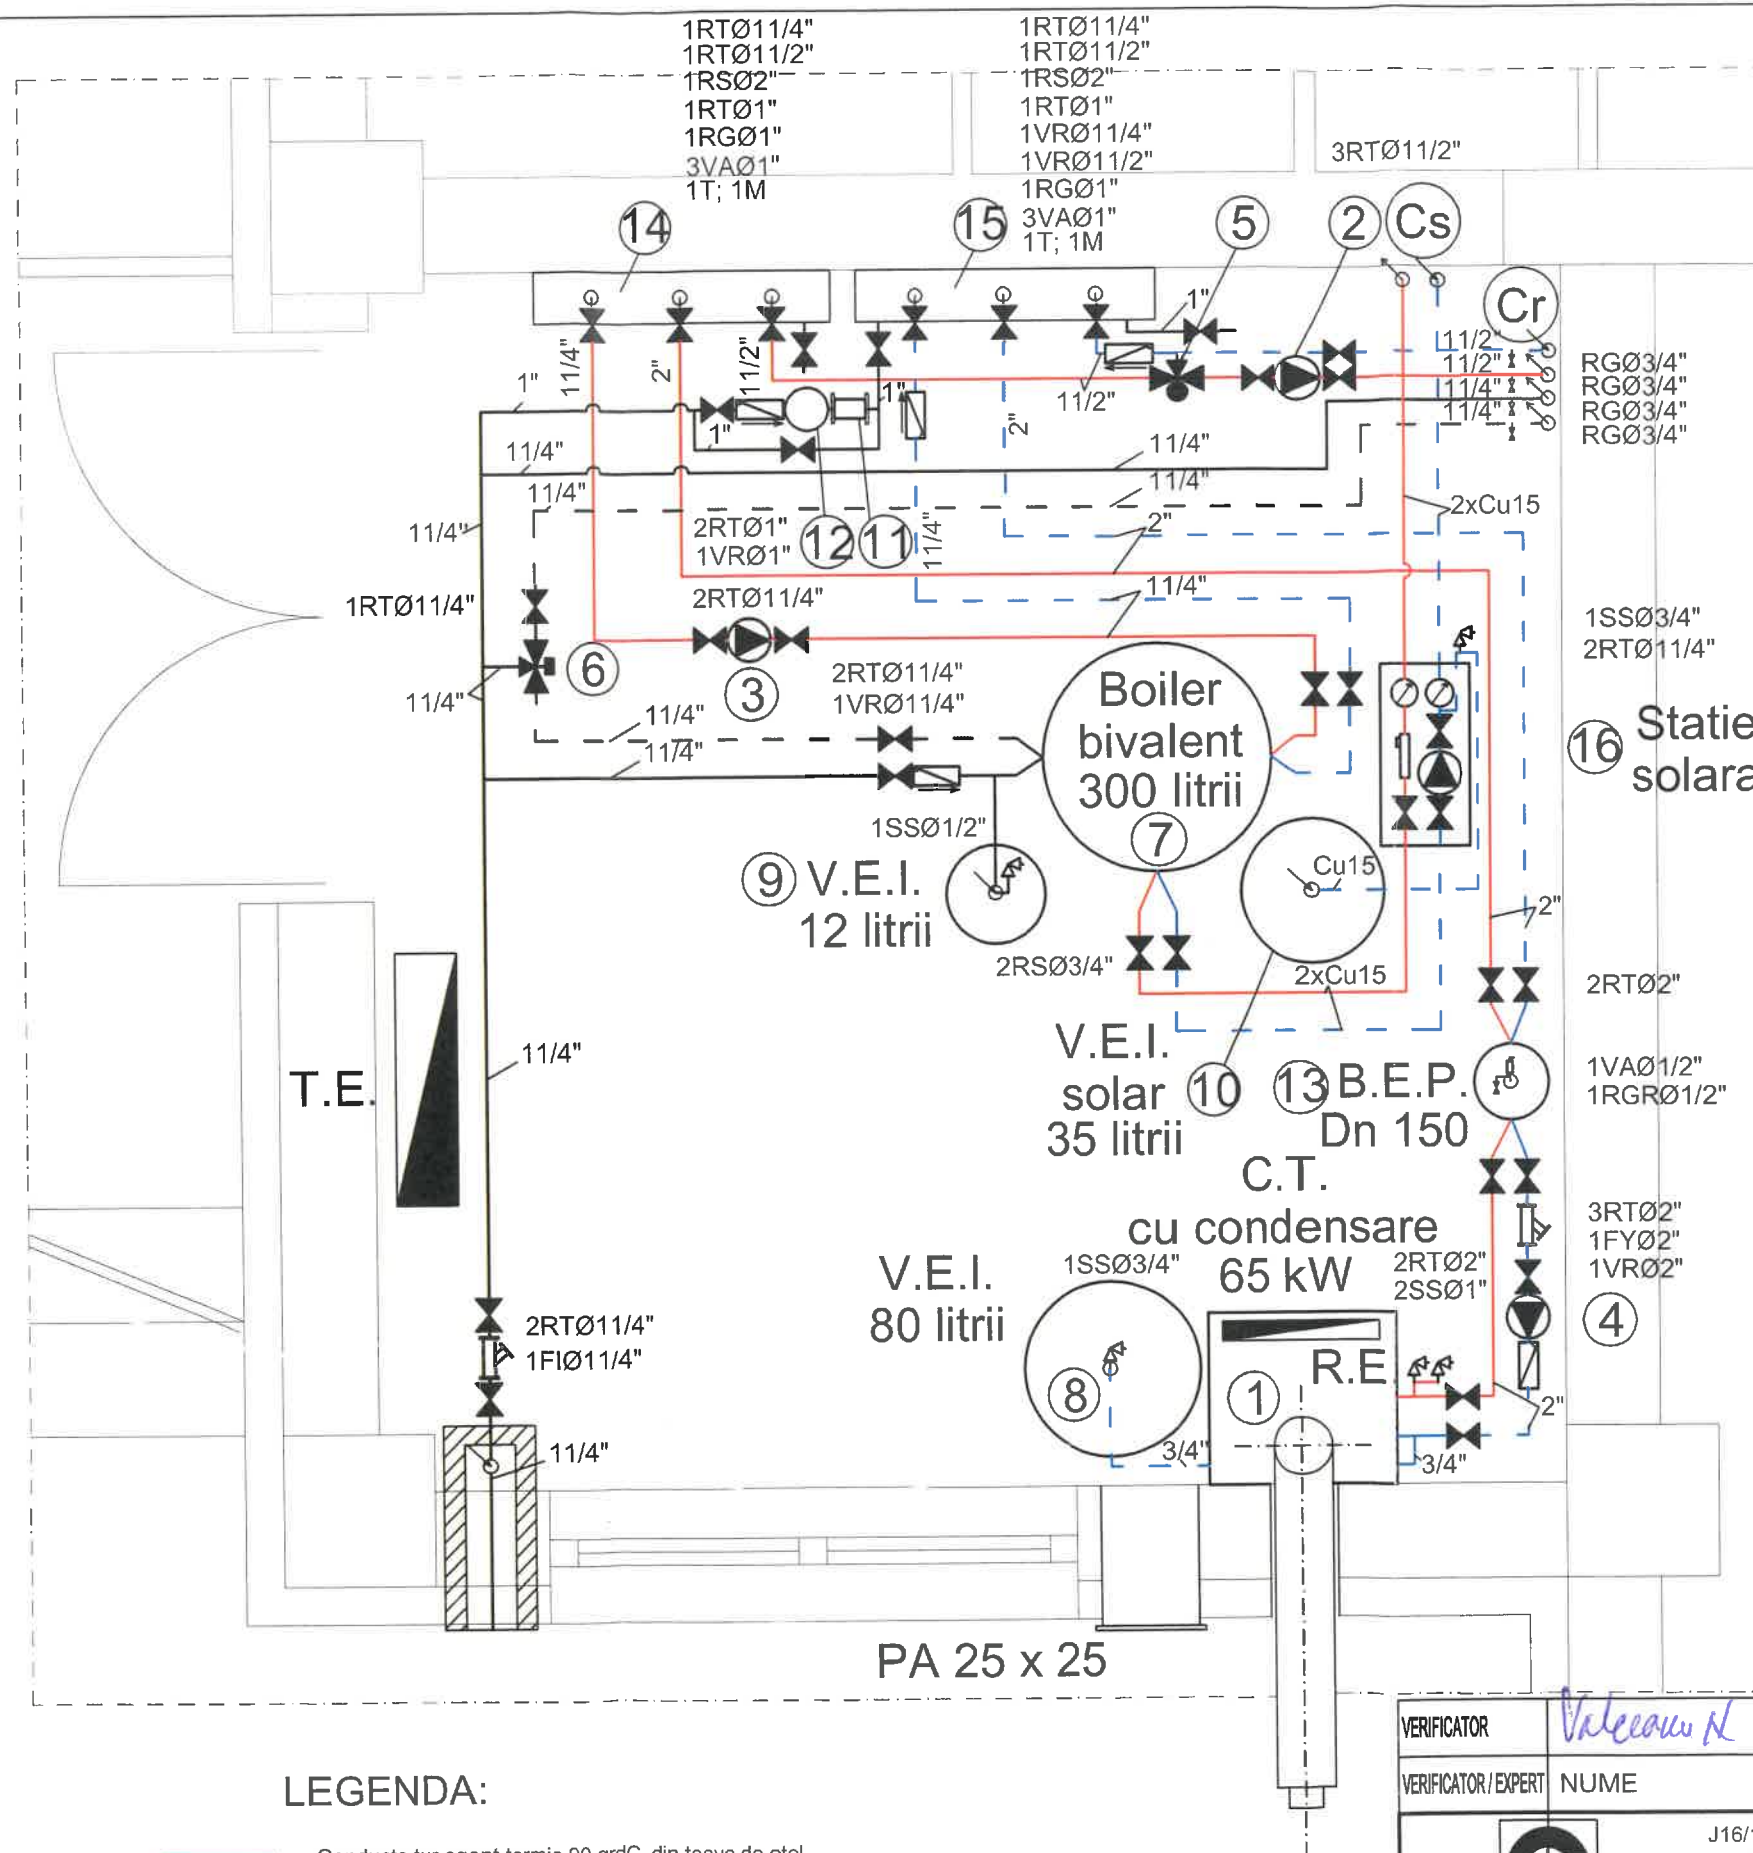 1RTØ11/4"
1RTØ11/2"
1RSØ2"
1RTØ1"
1RGØ1"
3VAØ1"
1T; 1M
1RTØ11/4"
1RTØ11/2"
1RSØ2"
1RTØ1"
1VRØ11/4"
1VRØ11/2"
1RGØ1"
3VAØ1"
1T; 1M
3RTØ11/2"
14
15
5
2
Cs
Cr
1"
11/4"
2"
11/2"
1"
1"
1"
11/2"
2"
11/2"
11/2"
11/4"
11/4"
RGØ3/4"
RGØ3/4"
RGØ3/4"
RGØ3/4"
11/4"
11/4"
11/4"
11/4"
11/4"
2RTØ1"
1VRØ1"
12
11
11/4"
2"
2xCu15
1RTØ11/4"
2RTØ11/4"
11/4"
1SSØ3/4"
2RTØ11/4"
6
3
11/4"
2RTØ11/4"
1VRØ11/4"
11/4"
11/4"
Boiler
bivalent
300 litrii
7
16 Statie
solara
1SSØ1/2"
9 V.E.I.
12 litrii
Cu15
2"
2RSØ3/4"
2xCu15
2RTØ2"
V.E.I.
solar
35 litrii
10
13 B.E.P.
Dn 150
1VAØ1/2"
1RGRØ1/2"
T.E.
11/4"
C.T.
cu condensare
65 kW
3RTØ2"
1FYØ2"
1VRØ2"
4
V.E.I.
80 litrii
1SSØ3/4"
2RTØ2"
2SSØ1"
2RTØ11/4"
1FIØ11/4"
8
1
R.E
2"
11/4"
3/4"
3/4"
PA 25 x 25
VERIFICATOR
VERIFICATOR / EXPERT NUME
LEGENDA:
J16/